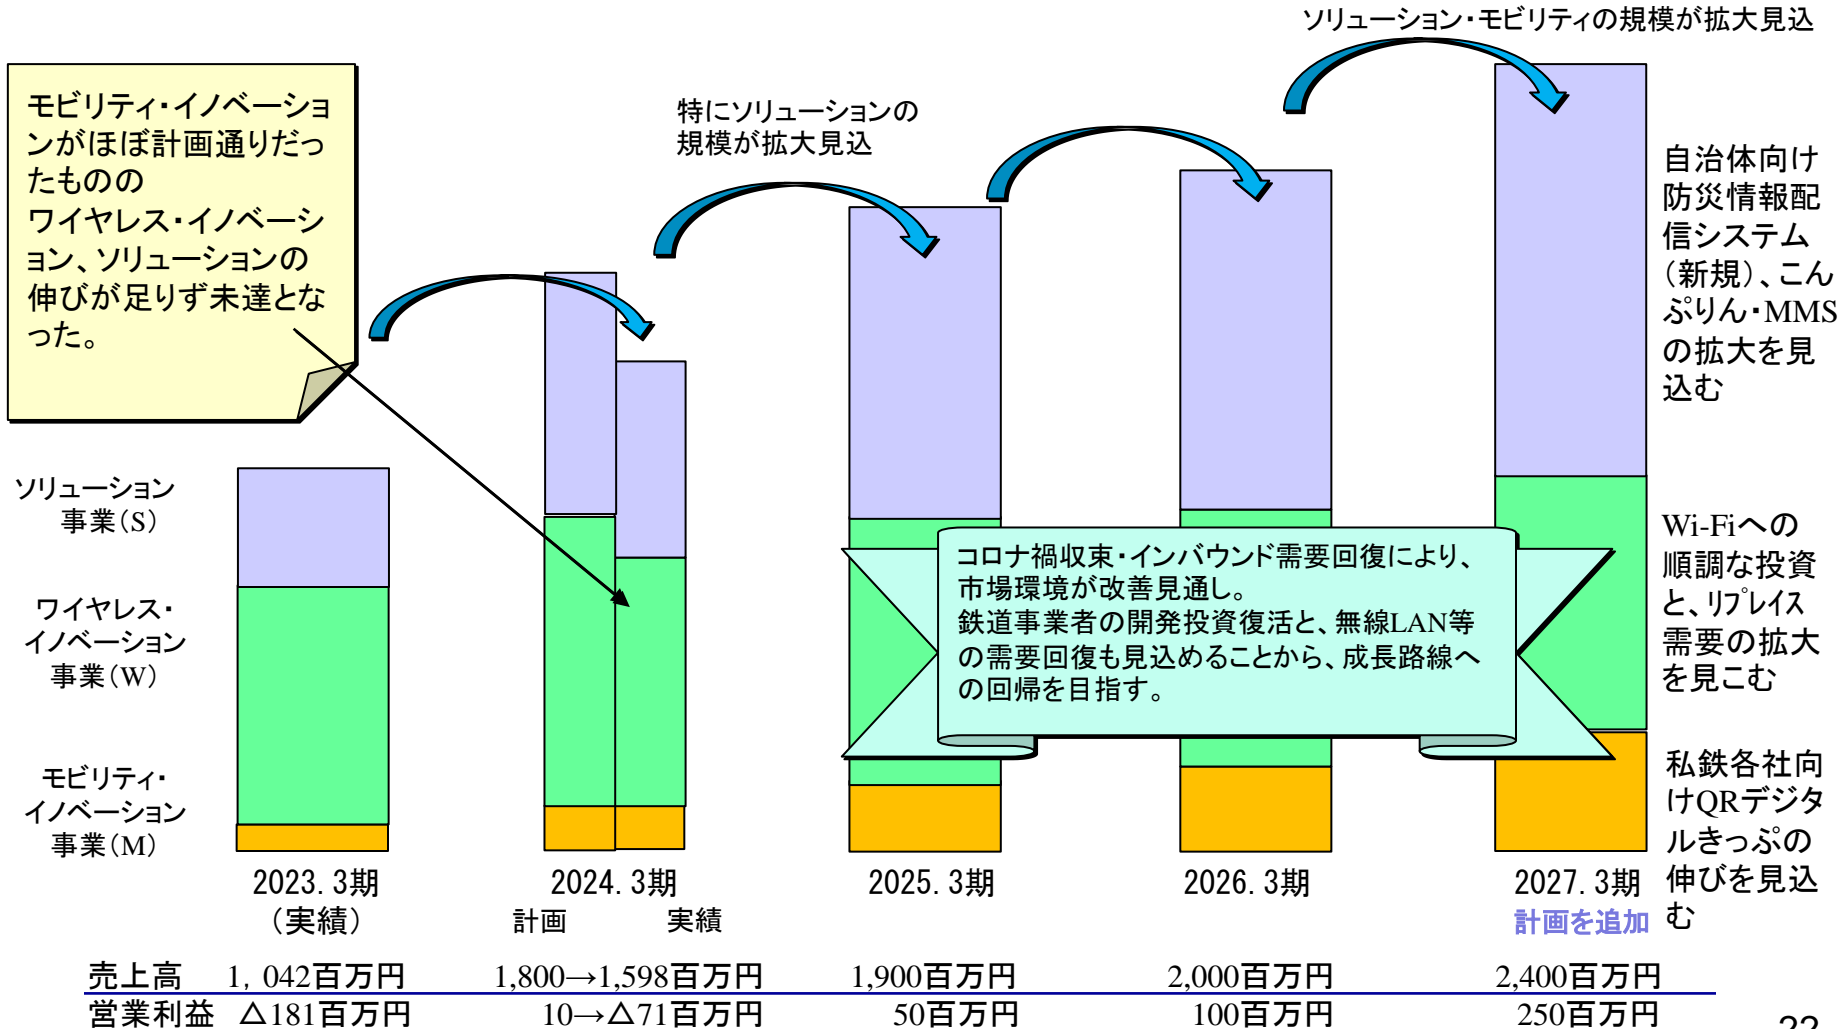 ソリューション・モビリティの規模が拡大見込
モビリティ・イノベーショ
ンがほぼ計画通りだっ
たものの
ワイヤレス・イノベーシ
ョン、ソリューションの
伸びが足りず未達とな
った。
特にソリューションの
規模が拡大見込
自治体向け
防災情報配
信システム
（新規）、こん
ぷりん・MMS
の拡大を見
込む
ソリューション
事業（S）
Wi-Fiへの
順調な投資
と、リプレイス
需要の拡大
を見こむ
コロナ禍収束・インバウンド需要回復により、
市場環境が改善見通し。
鉄道事業者の開発投資復活と、無線LAN等
の需要回復も見込めることから、成長路線へ
の回帰を目指す。
ワイヤレス・
イノベーション
事業（W）
モビリティ・
イノベーション
事業（M）
私鉄各社向
けQRデジタ
ルきっぷの
伸びを見込
む
2023．3期
（実績）
2024．3期
計画 実績
2025．3期
2026．3期
2027．3期
計画を追加
売上高 1，042百万円 1,800→1,598百万円 1,900百万円 2,000百万円 2,400百万円
営業利益 △181百万円 10→△71百万円 50百万円 100百万円 250百万円
22